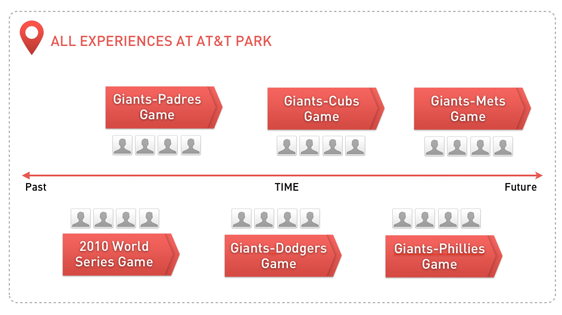 ALL EXPERIENCES AT AT&T PARK
Giants-Padres
Game
Giants-Cubs
Game
Giants-Mets
Game
Past
TIME
Future
2010 World
Series Game
Giants-Dodgers
Game
Giants-Phillies
Game